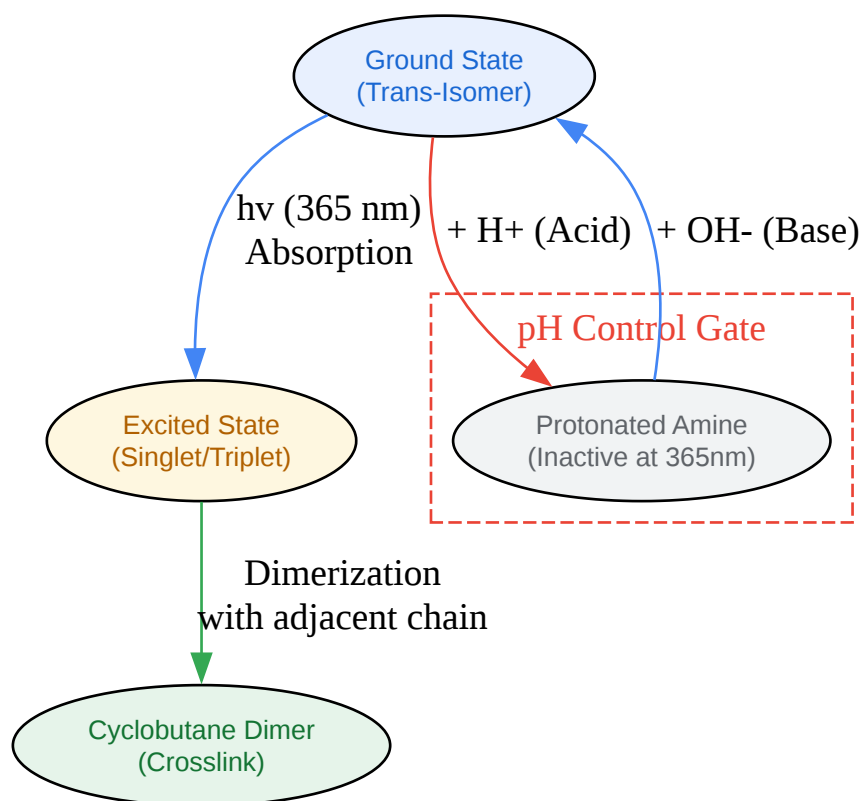 Ground State
(Trans-Isomer)
hv (365 nm)
Absorption
+ H+ (Acid)
+ OH- (Base)
pH Control Gate
Excited State
(Singlet/Triplet)
Protonated Amine
(Inactive at 365nm)
Dimerization
with adjacent chain
Cyclobutane Dimer
(Crosslink)